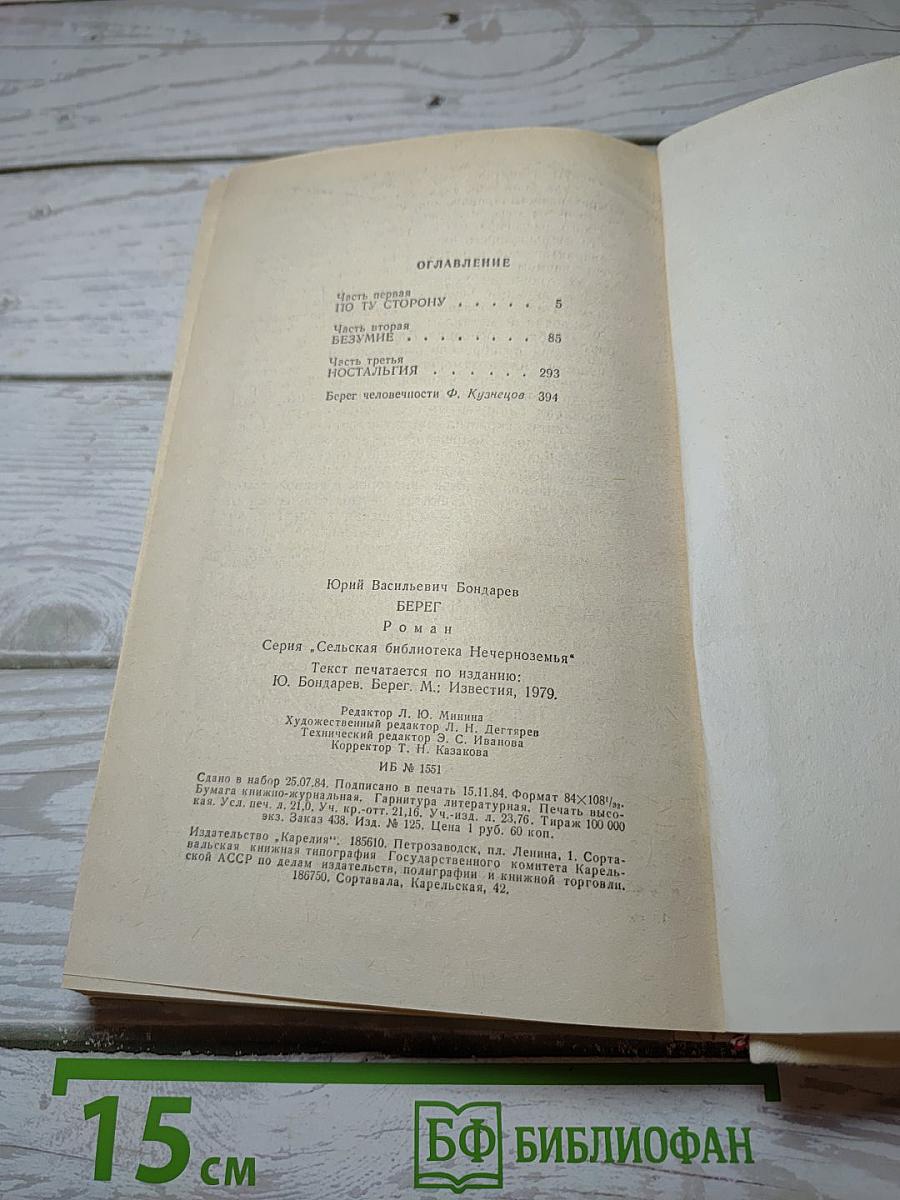 ОГЛАВЛЕНИЕ
Часть первая
ПО ТУ СТОРОНУ . . . . . 5
Часть вторая
БЕЗУМИЕ . . . . . . . . 85
Часть третья
НОСТАЛЬГИЯ . . . . . . 293
Берег человечности Ф. Кузнецов 394
Юрий Васильевич Бондарев
БЕРЕГ
Роман
Серия „Сельская библиотека Нечерноземья“
Текст печатается по изданию:
Ю. Бондарев. Берег. М.: Известия, 1979.
Редактор Л. Ю. Минина
Художественный редактор Л. Н. Дегтярев
Технический редактор Э. С. Иванова
Корректор Т. Н. Казакова
ИБ № 1551
Сдано в набор 25.07.84. Подписано в печать 15.11.84. Формат 84×108¹/₃₂.
Бумага книжно-журнальная. Гарнитура литературная. Печать высо-
кая. Усл. печ. л. 21,0. Уч. кр.-отт. 21,16. Уч.-изд. л. 23,76. Тираж 100 000
экз. Заказ 438. Изд. № 125. Цена 1 руб. 60 коп.
Издательство „Карелия“. 185610. Петрозаводск, пл. Ленина, 1. Сорта-
вальская книжная типография Государственного комитета Карель-
ской АССР по делам издательств, полиграфии и книжной торговли.
186750. Сортавала, Карельская, 42.
15 см
БФ БИБЛИОФАН